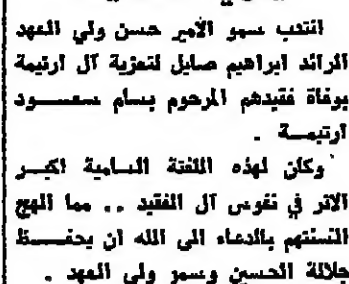 انتدب سمو الأمير حسن ولي العهد
الرائد ابراهيم صايل لتعزية آل ارتيمة
بوفاة فقيدهم المرحوم بسام سعود
ارتيمة .
وكان لهذه اللفتة السامية اكبر
الاثر في نفوس آل الفقيد .. مما الهج
السنتهم بالدعاء الى الله ان يحفظ
جلالة الحسين وسمو ولي العهد .